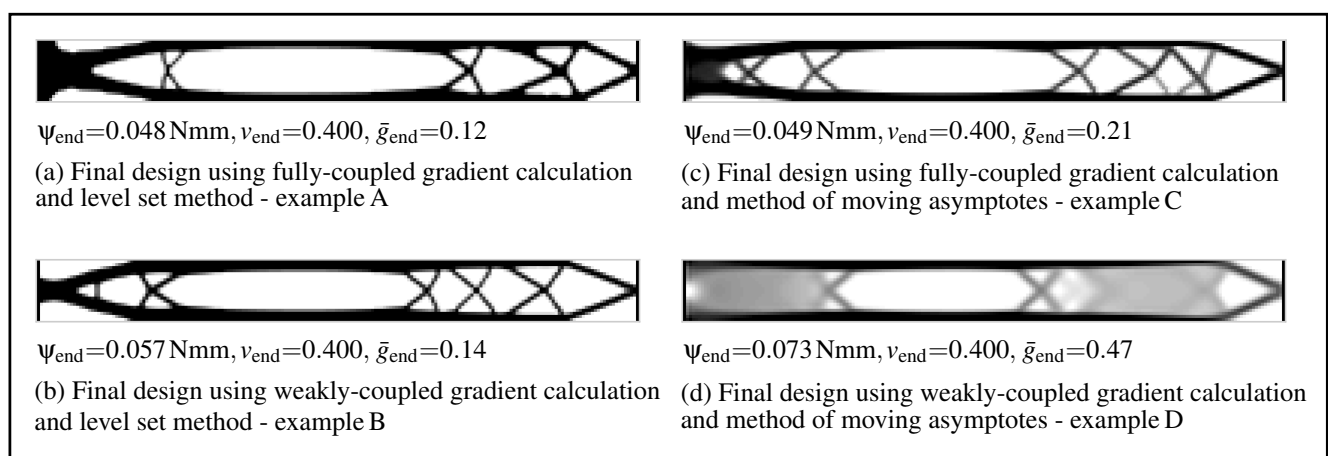 ψend=0.048 Nmm, vend=0.400, ḡend=0.12
(a) Final design using fully-coupled gradient calculation
and level set method - example A
ψend=0.057 Nmm, vend=0.400, ḡend=0.14
(b) Final design using weakly-coupled gradient calculation
and level set method - example B
ψend=0.049 Nmm, vend=0.400, ḡend=0.21
(c) Final design using fully-coupled gradient calculation
and method of moving asymptotes - example C
ψend=0.073 Nmm, vend=0.400, ḡend=0.47
(d) Final design using weakly-coupled gradient calculation
and method of moving asymptotes - example D